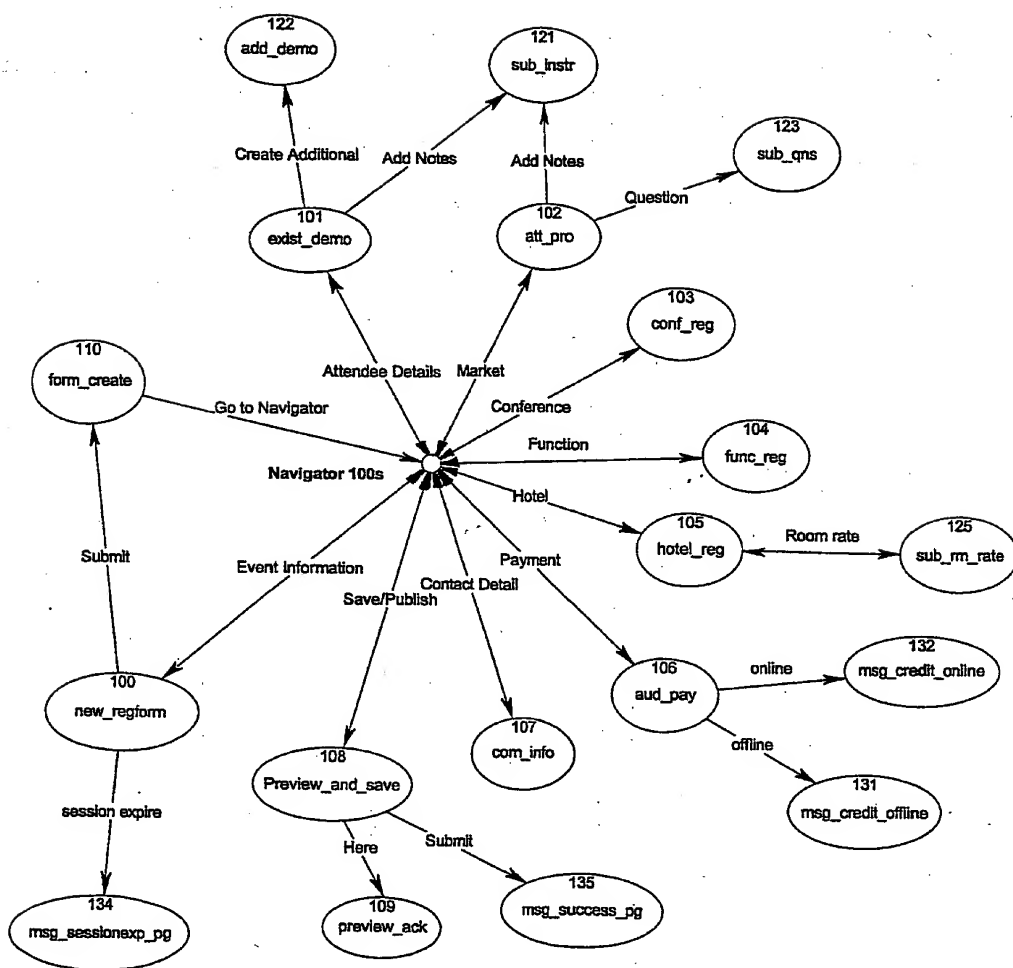 122
add_demo
121
sub_instr
123
sub_qns
Create Additional
Add Notes
Add Notes
Question
101
exist_demo
102
att_pro
103
conf_reg
110
form_create
Attendee Details
Market
Go to Navigator
Conference
Function
104
func_reg
Navigator 100s
Hotel
105
hotel_reg
Room rate
125
sub_rm_rate
Submit
Event Information
Payment
Contact Detail
Save/Publish
100
new_regform
106
aud_pay
online
132
msg_credit_online
107
com_info
offline
108
Preview_and_save
131
msg_credit_offline
session expire
Here
Submit
134
msg_sessionexp_pg
109
preview_ack
135
msg_success_pg